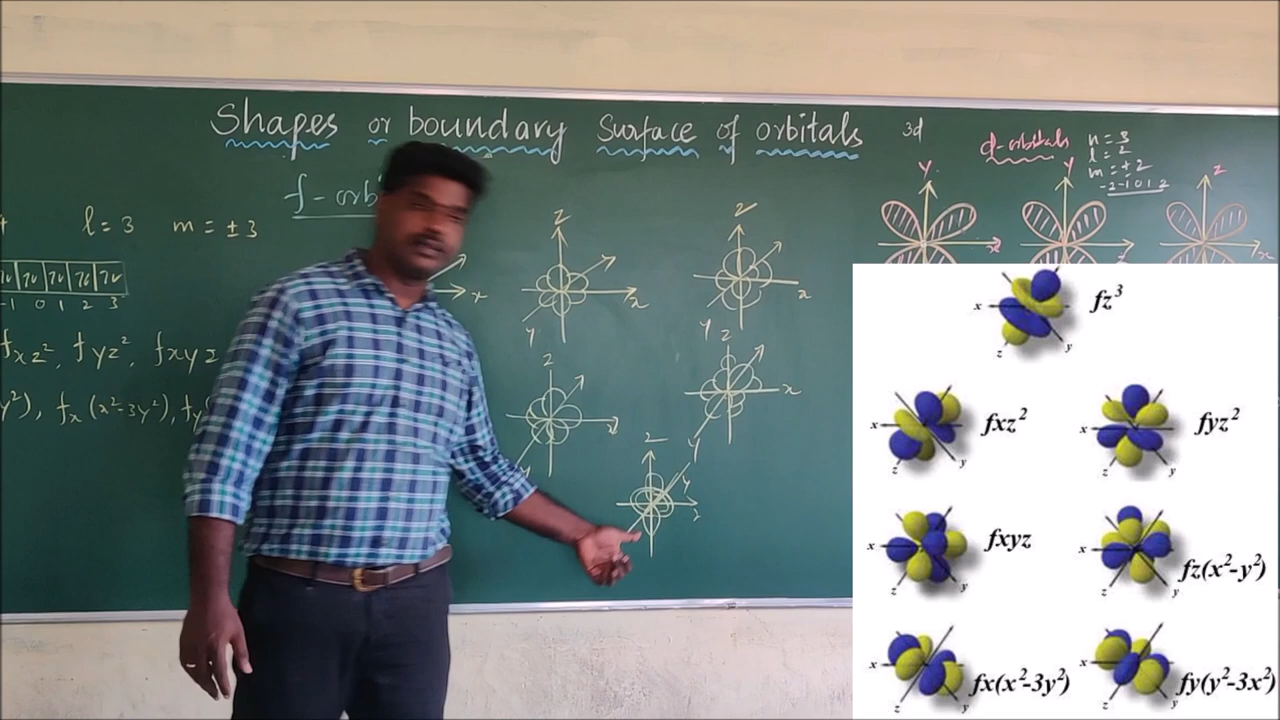 Shapes or boundary Surface of orbitals
3d
d-orbitals
n = 3
l = 2
m = ± 2
-2 -1 0 1 2
f-orb
l = 3 m = ± 3
-1 0 1 2 3
fxz², fyz², fxyz
y²), fx(x²-3y²), fy(
z
x
y
z
x
y
z
x
y
z
x
y
z
y
x
y
x
y
z
x
fz³
x
z
y
fxz²
x
z
y
fyz²
x
z
y
fxyz
x
z
y
fz(x²-y²)
x
z
y
fx(x²-3y²)
x
z
y
fy(y²-3x²)
x
z
y